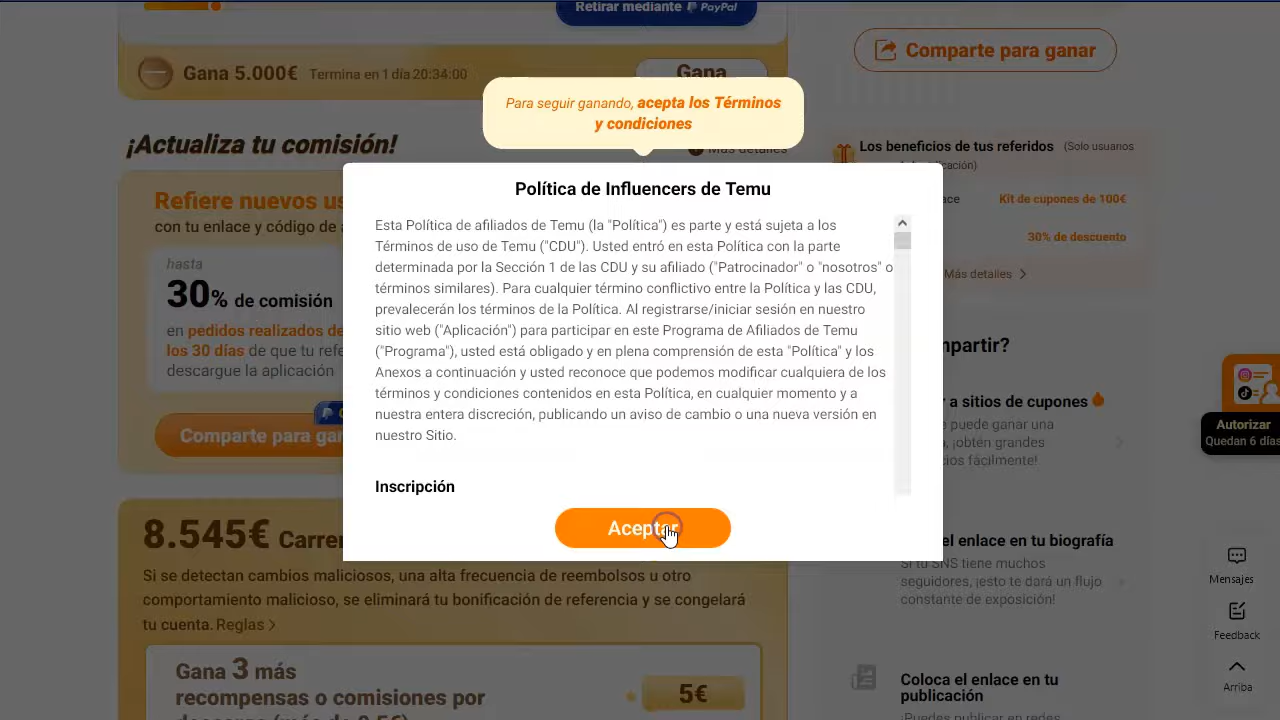 Retirar mediante PayPal
Gana 5.000€ Termina en 1 día 20:34:00
Gana
Comparte para ganar
Para seguir ganando, acepta los Términos
y condiciones
¡Actualiza tu comisión!
Más detalles
Los beneficios de tus referidos (Solo usuarios
Política de Influencers de Temu
Refiere nuevos us
con tu enlace y código de a
Kit de cupones de 100€
30% de descuento
Más detalles >
Esta Política de afiliados de Temu (la "Política") es parte y está sujeta a los
Términos de uso de Temu ("CDU"). Usted entró en esta Política con la parte
determinada por la Sección 1 de las CDU y su afiliado ("Patrocinador" o "nosotros" o
términos similares). Para cualquier término conflictivo entre la Política y las CDU,
prevalecerán los términos de la Política. Al registrarse/iniciar sesión en nuestro
sitio web ("Aplicación") para participar en este Programa de Afiliados de Temu
("Programa"), usted está obligado y en plena comprensión de esta "Política" y los
Anexos a continuación y usted reconoce que podemos modificar cualquiera de los
términos y condiciones contenidos en esta Política, en cualquier momento y a
nuestra entera discreción, publicando un aviso de cambio o una nueva versión en
nuestro Sitio.
Inscripción
Aceptar
hasta
30% de comisión
en pedidos realizados de
los 30 días de que tu refe
descargue la aplicación
Comparte para gan
mpartir?
r a sitios de cupones
e puede ganar una
, ¡obtén grandes
cios fácilmente!
Autorizar
Quedan 6 días
8.545€ Carrer
Si se detectan cambios maliciosos, una alta frecuencia de reembolsos u otro
comportamiento malicioso, se eliminará tu bonificación de referencia y se congelará
tu cuenta. Reglas >
el enlace en tu biografía
Si tu SNS tiene muchos
seguidores, ¡esto te dará un flujo
constante de exposición!
Mensajes
Feedback
Arriba
Gana 3 más
recompensas o comisiones por
5€
Coloca el enlace en tu
publicación
¡Puedes publicar en redes